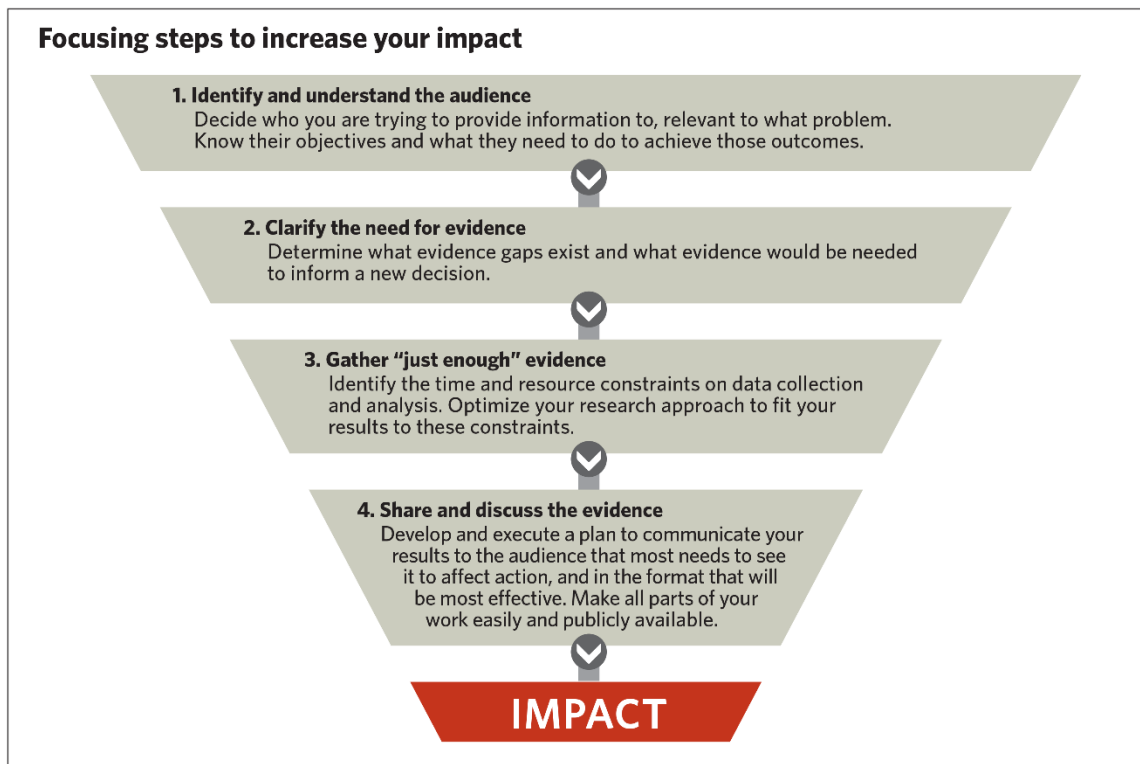 Focusing steps to increase your impact
1. Identify and understand the audience
Decide who you are trying to provide information to, relevant to what problem.
Know their objectives and what they need to do to achieve those outcomes.
2. Clarify the need for evidence
Determine what evidence gaps exist and what evidence would be needed
to inform a new decision.
3. Gather “just enough” evidence
Identify the time and resource constraints on data collection
and analysis. Optimize your research approach to fit your
results to these constraints.
4. Share and discuss the evidence
Develop and execute a plan to communicate your
results to the audience that most needs to see
it to affect action, and in the format that will
be most effective. Make all parts of your
work easily and publicly available.
IMPACT